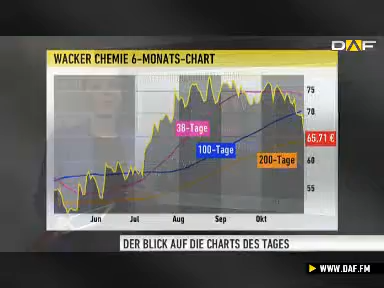 DAF
WACKER CHEMIE 6-MONATS-CHART
75
70
38-Tage
65,71 €
100-Tage
200-Tage
60
55
Jun Jul Aug Sep Okt
DER BLICK AUF DIE CHARTS DES TAGES
WWW.DAF.FM